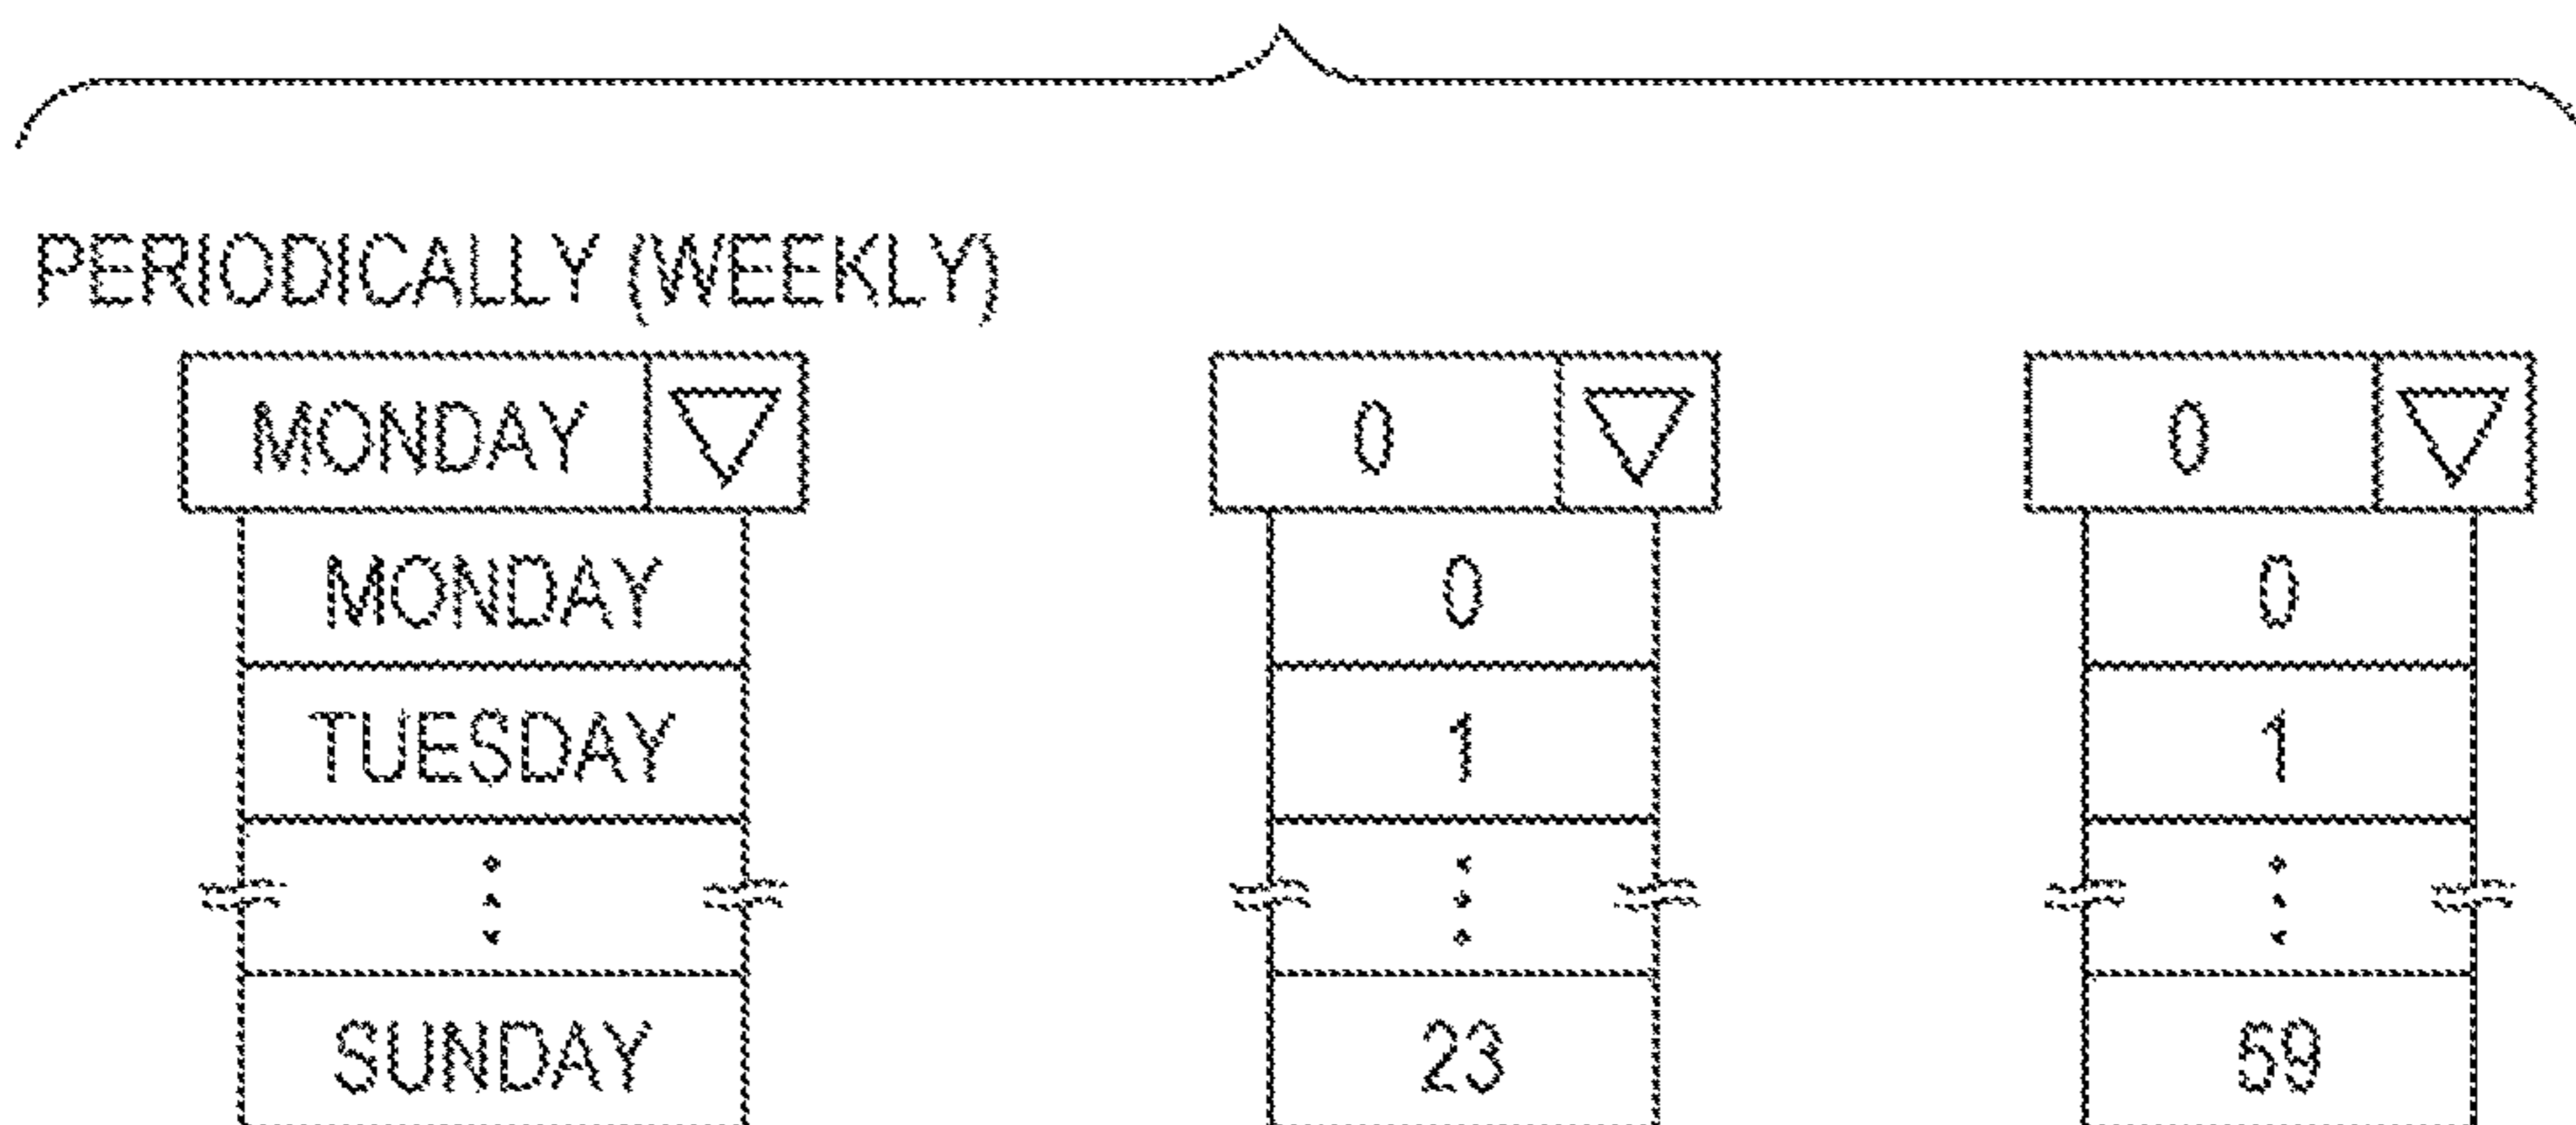 PERIODICALLY (WEEKLY)
MONDAY 0 0
MONDAY 0 0
TUESDAY 1 1
SUNDAY 23 59